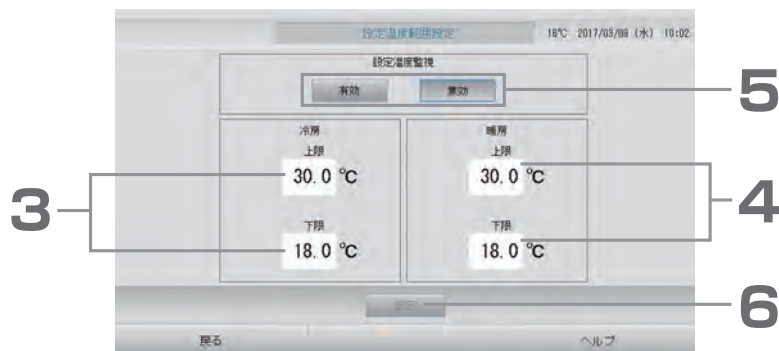 設定温度範囲設定 16℃ 2017/03/08 (水) 10:02
設定温度監視
有効 無効 5
冷房 暖房
上限 上限
30.0 ℃ 30.0 ℃
3 4
下限 下限
18.0 ℃ 18.0 ℃
設定 6
戻る ヘルプ